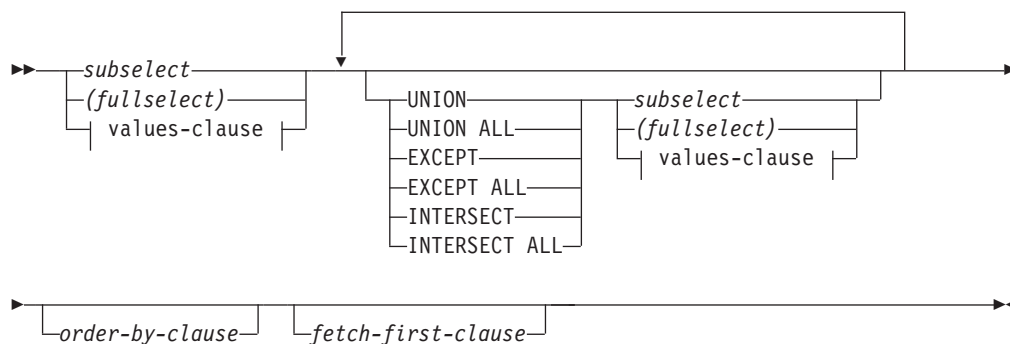 subselect
(fullselect)
values-clause
UNION
UNION ALL
EXCEPT
EXCEPT ALL
INTERSECT
INTERSECT ALL
subselect
(fullselect)
values-clause
order-by-clause
fetch-first-clause